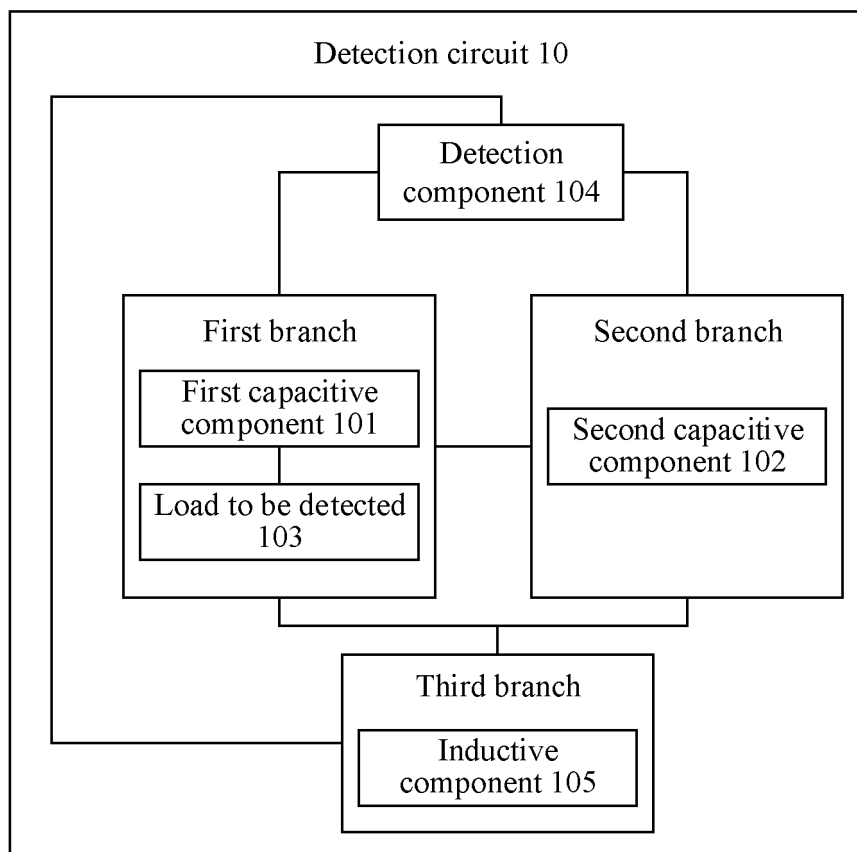 Detection circuit 10
Detection
component 104
First branch
First capacitive
component 101
Load to be detected
103
Second branch
Second capacitive
component 102
Third branch
Inductive
component 105